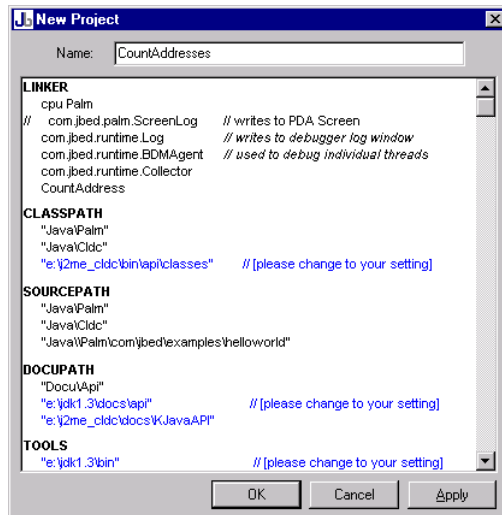 Jb New Project
Name: CountAddresses
LINKER
cpu Palm
// com.jbed.palm.ScreenLog // writes to PDA Screen
com.jbed.runtime.Log // writes to debugger log window
com.jbed.runtime.BDMAgent // used to debug individual threads
com.jbed.runtime.Collector
CountAddress
CLASSPATH
"Java\Palm"
"Java\Cldc"
"e:\j2me_cldc\bin\api\classes" // [please change to your setting]
SOURCEPATH
"Java\Palm"
"Java\Cldc"
"Java\\Palm\com\jbed\examples\helloworld"
DOCUPATH
"Docu\Api"
"e:\jdk1.3\docs\api" // [please change to your setting]
"e:\j2me_cldc\docs\KJavaAPI"
TOOLS
"e:\jdk1.3\bin" // [please change to your setting]
OK Cancel Apply